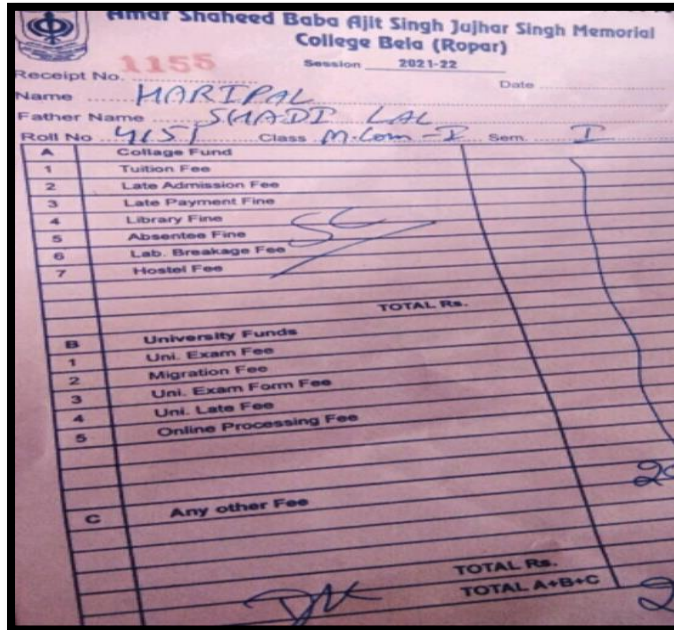 Amar Shaheed Baba Ajit Singh Jujhar Singh Memorial
College Bela (Ropar)
Session 2021-22
Receipt No. 1155 Date
Name HARIPAL
Father Name SHADI LAL
Roll No 4151 Class M.Com-I Sem. I
A Collage Fund
1 Tuition Fee
2 Late Admission Fee
3 Late Payment Fine
4 Library Fine
5 Absentee Fine
6 Lab. Breakage Fee
7 Hostel Fee
SC
TOTAL Rs.
B University Funds
1 Uni. Exam Fee
2 Migration Fee
3 Uni. Exam Form Fee
4 Uni. Late Fee
5 Online Processing Fee
C Any other Fee
TOTAL Rs.
TOTAL A+B+C